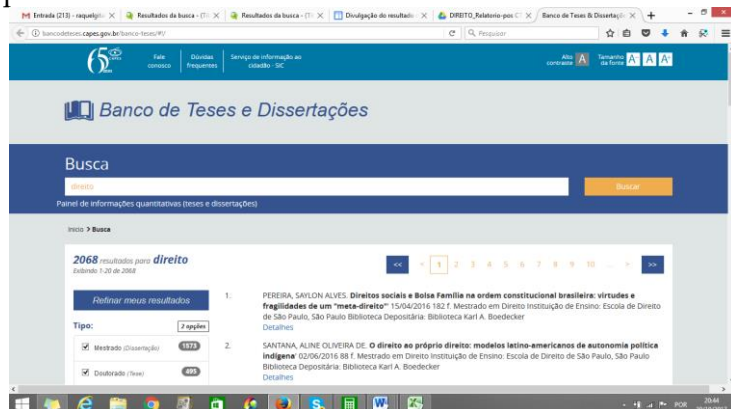 Entrada (213) - raquelgito
Resultados da busca - (Tí
Resultados da busca - (Tí
Divulgação do resultado
DIREITO_Relatorio-pos C
Banco de Teses & Dissertaçõ
bancodeteses.capes.gov.br/banco-teses/#!/
Pesquisar
Fale conosco
Dúvidas frequentes
Serviço de informação ao cidadão - SIC
Alto contraste A
Tamanho da fonte A A A
Banco de Teses e Dissertações
Busca
direito
Buscar
Painel de informações quantitativas (teses e dissertações)
Início > Busca
2068 resultados para direito
Exibindo 1-20 de 2068
<< < 1 2 3 4 5 6 7 8 9 10 ... > >>
Refinar meus resultados
Tipo:
2 opções
Mestrado (Dissertação) 1573
Doutorado (Tese) 495
1. PEREIRA, SAYLON ALVES. Direitos sociais e Bolsa Família na ordem constitucional brasileira: virtudes e
fragilidades de um "meta-direito"' 15/04/2016 182 f. Mestrado em Direito Instituição de Ensino: Escola de Direito
de São Paulo, São Paulo Biblioteca Depositária: Biblioteca Karl A. Boedecker
Detalhes
2. SANTANA, ALINE OLIVEIRA DE. O direito ao próprio direito: modelos latino-americanos de autonomia política
indígena' 02/06/2016 88 f. Mestrado em Direito Instituição de Ensino: Escola de Direito de São Paulo, São Paulo
Biblioteca Depositária: Biblioteca Karl A. Boedecker
Detalhes
POR
20:44